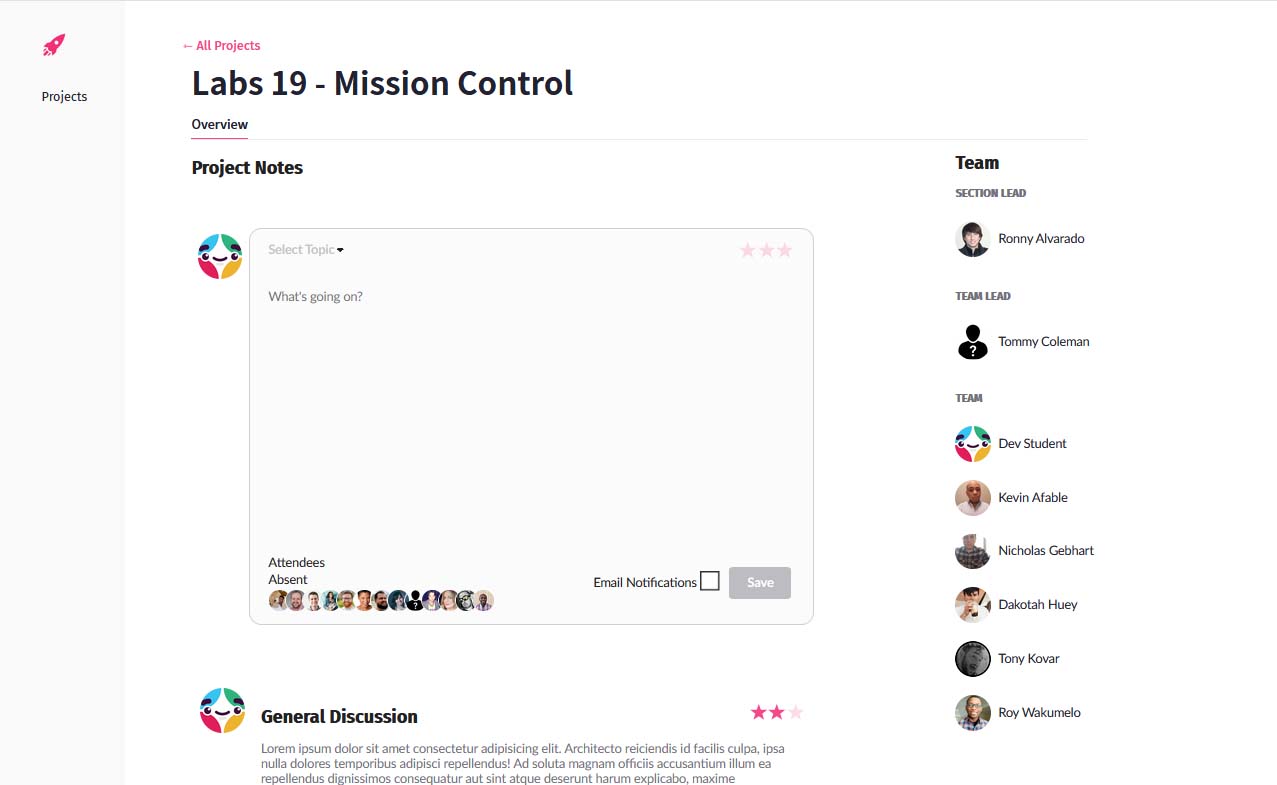 ← All Projects
Projects
Labs 19 - Mission Control
Overview
Project Notes
Select Topic
What's going on?
Attendees
Absent
Email Notifications
Save
General Discussion
Lorem ipsum dolor sit amet consectetur adipisicing elit. Architecto reiciendis id facilis culpa, ipsa
nulla dolores temporibus adipisci repellendus! Ad soluta magnam officiis accusantium illum ea
repellendus dignissimos consequatur aut sint atque deserunt harum explicabo, maxime
Team
SECTION LEAD
Ronny Alvarado
TEAM LEAD
?
Tommy Coleman
TEAM
Dev Student
Kevin Afable
Nicholas Gebhart
Dakotah Huey
Tony Kovar
Roy Wakumelo